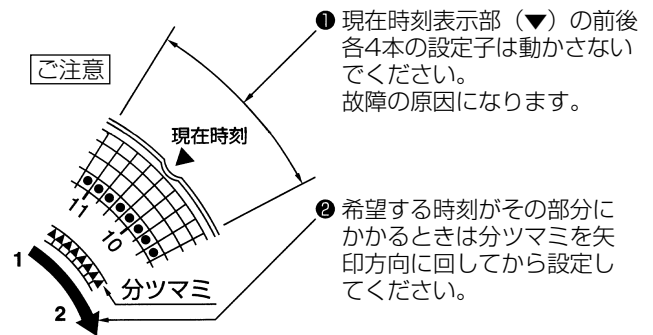 ご注意
❶ 現在時刻表示部（▼）の前後
各4本の設定子は動かさない
でください。
故障の原因になります。
現在時刻
11
10
1
2
分ツマミ
❷ 希望する時刻がその部分に
かかるときは分ツマミを矢
印方向に回してから設定し
てください。